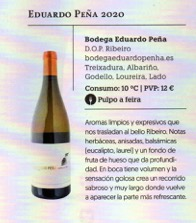 EDUARDO PEÑA 2020
Bodega Eduardo Peña
D.O.P. Ribeiro
bodegaeduardopenha.es
Treixadura, Albariño,
Godello, Loureira, Lado
Consumo: 10 ºC | PVP: 12 €
Pulpo a feira
Aromas limpios y expresivos que
nos trasladan al bello Ribeiro. Notas
herbáceas, anisadas, balsámicas
(eucalipto, laurel) y un fondo de
fruta de hueso que da profundi-
dad. En boca tiene volumen y la
sensación golosa crea un recorrido
sabroso y muy largo donde vuelve
a aparecer la parte más refrescante.